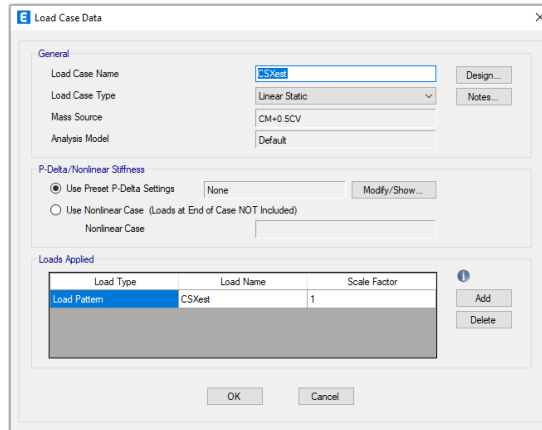 E Load Case Data
General
Load Case Name CSXest Design...
Load Case Type Linear Static Notes...
Mass Source CM+0.5CV
Analysis Model Default
P-Delta/Nonlinear Stiffness
Use Preset P-Delta Settings None Modify/Show...
Use Nonlinear Case (Loads at End of Case NOT Included)
Nonlinear Case
Loads Applied
Load Type Load Name Scale Factor
Load Pattern CSXest 1 Add
Delete
OK Cancel